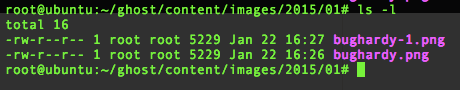 root@ubuntu:~/ghost/content/images/2015/01# ls -l
total 16
-rw-r--r-- 1 root root 5229 Jan 22 16:27 bughardy-1.png
-rw-r--r-- 1 root root 5229 Jan 22 16:26 bughardy.png
root@ubuntu:~/ghost/content/images/2015/01#